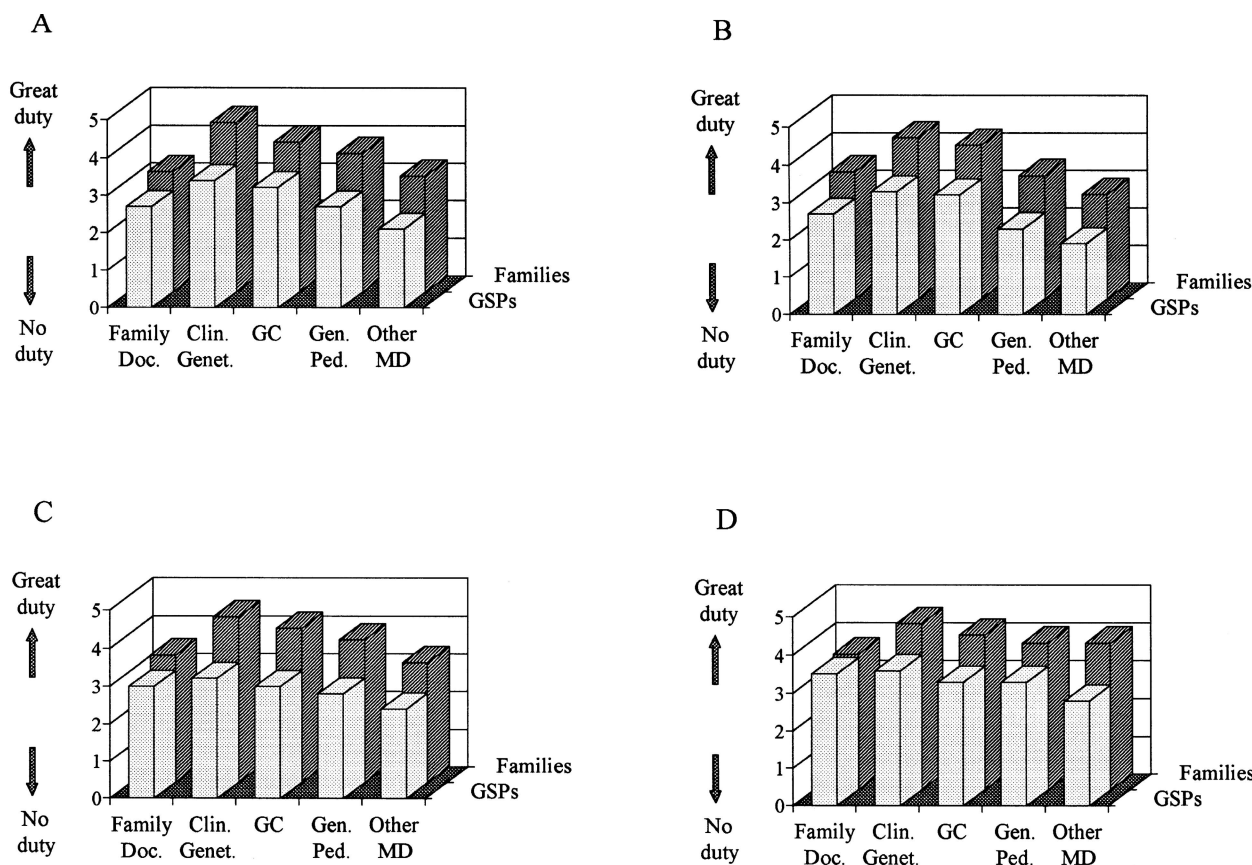 A
Great
duty
No
duty
5
4
3
2
1
0
Family
Doc.
Clin.
Genet.
GC
Gen.
Ped.
Other
MD
Families
GSPs
B
Great
duty
No
duty
5
4
3
2
1
0
Family
Doc.
Clin.
Genet.
GC
Gen.
Ped.
Other
MD
Families
GSPs
C
Great
duty
No
duty
5
4
3
2
1
0
Family
Doc.
Clin.
Genet.
GC
Gen.
Ped.
Other
MD
Families
GSPs
D
Great
duty
No
duty
5
4
3
2
1
0
Family
Doc.
Clin.
Genet.
GC
Gen.
Ped.
Other
MD
Families
GSPs